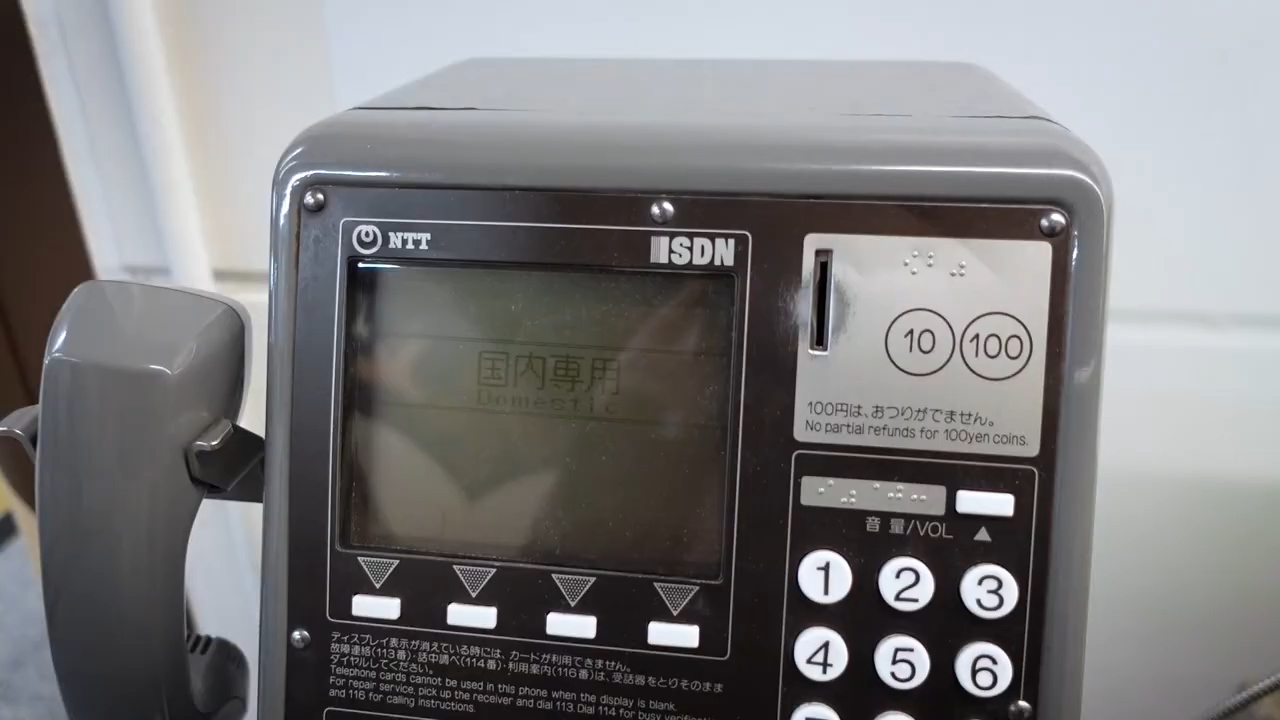 NTT
ISDN
国内専用
Domestic
10 100
100円は、おつりがでません。
No partial refunds for 100yen coins.
音量/VOL ▲
1 2 3
4 5 6
ディスプレイ表示が消えている時には、カードが利用できません。
故障連絡(113番)・話中調べ(114番)・利用案内(116番)は、受話器をとりそのまま
ダイヤルしてください。
Telephone cards cannot be used in this phone when the display is blank.
For repair service, pick up the receiver and dial 113. Dial 114 for busy
and 116 for calling instructions.